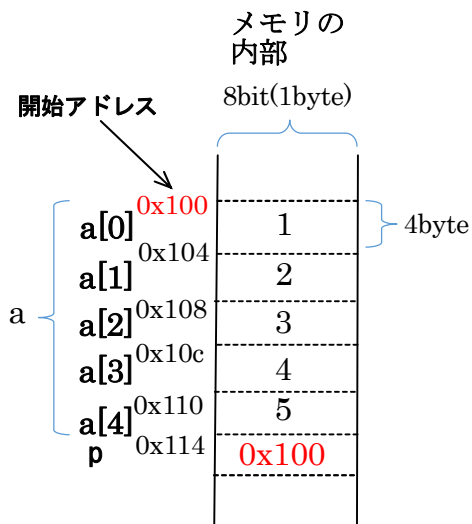 メモリの
内部
8bit(1byte)
開始アドレス
0x100
a[0]
1
4byte
0x104
a[1]
2
a
0x108
a[2]
3
0x10c
a[3]
4
0x110
a[4]
5
p
0x114
0x100